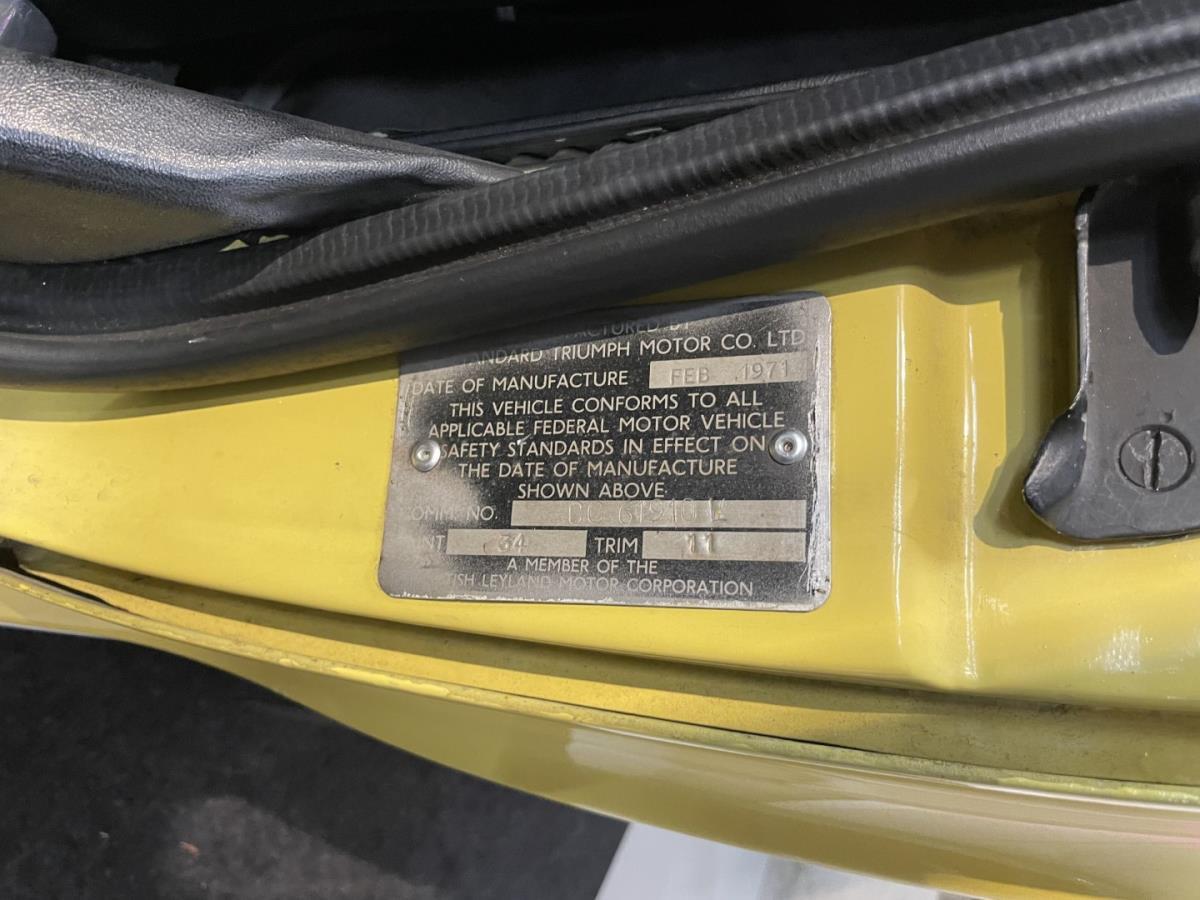 STANDARD TRIUMPH MOTOR CO. LTD
DATE OF MANUFACTURE FEB 1971
THIS VEHICLE CONFORMS TO ALL
APPLICABLE FEDERAL MOTOR VEHICLE
SAFETY STANDARDS IN EFFECT ON
THE DATE OF MANUFACTURE
SHOWN ABOVE
COMM. NO.
34 TRIM 11
A MEMBER OF THE
LEYLAND MOTOR CORPORATION